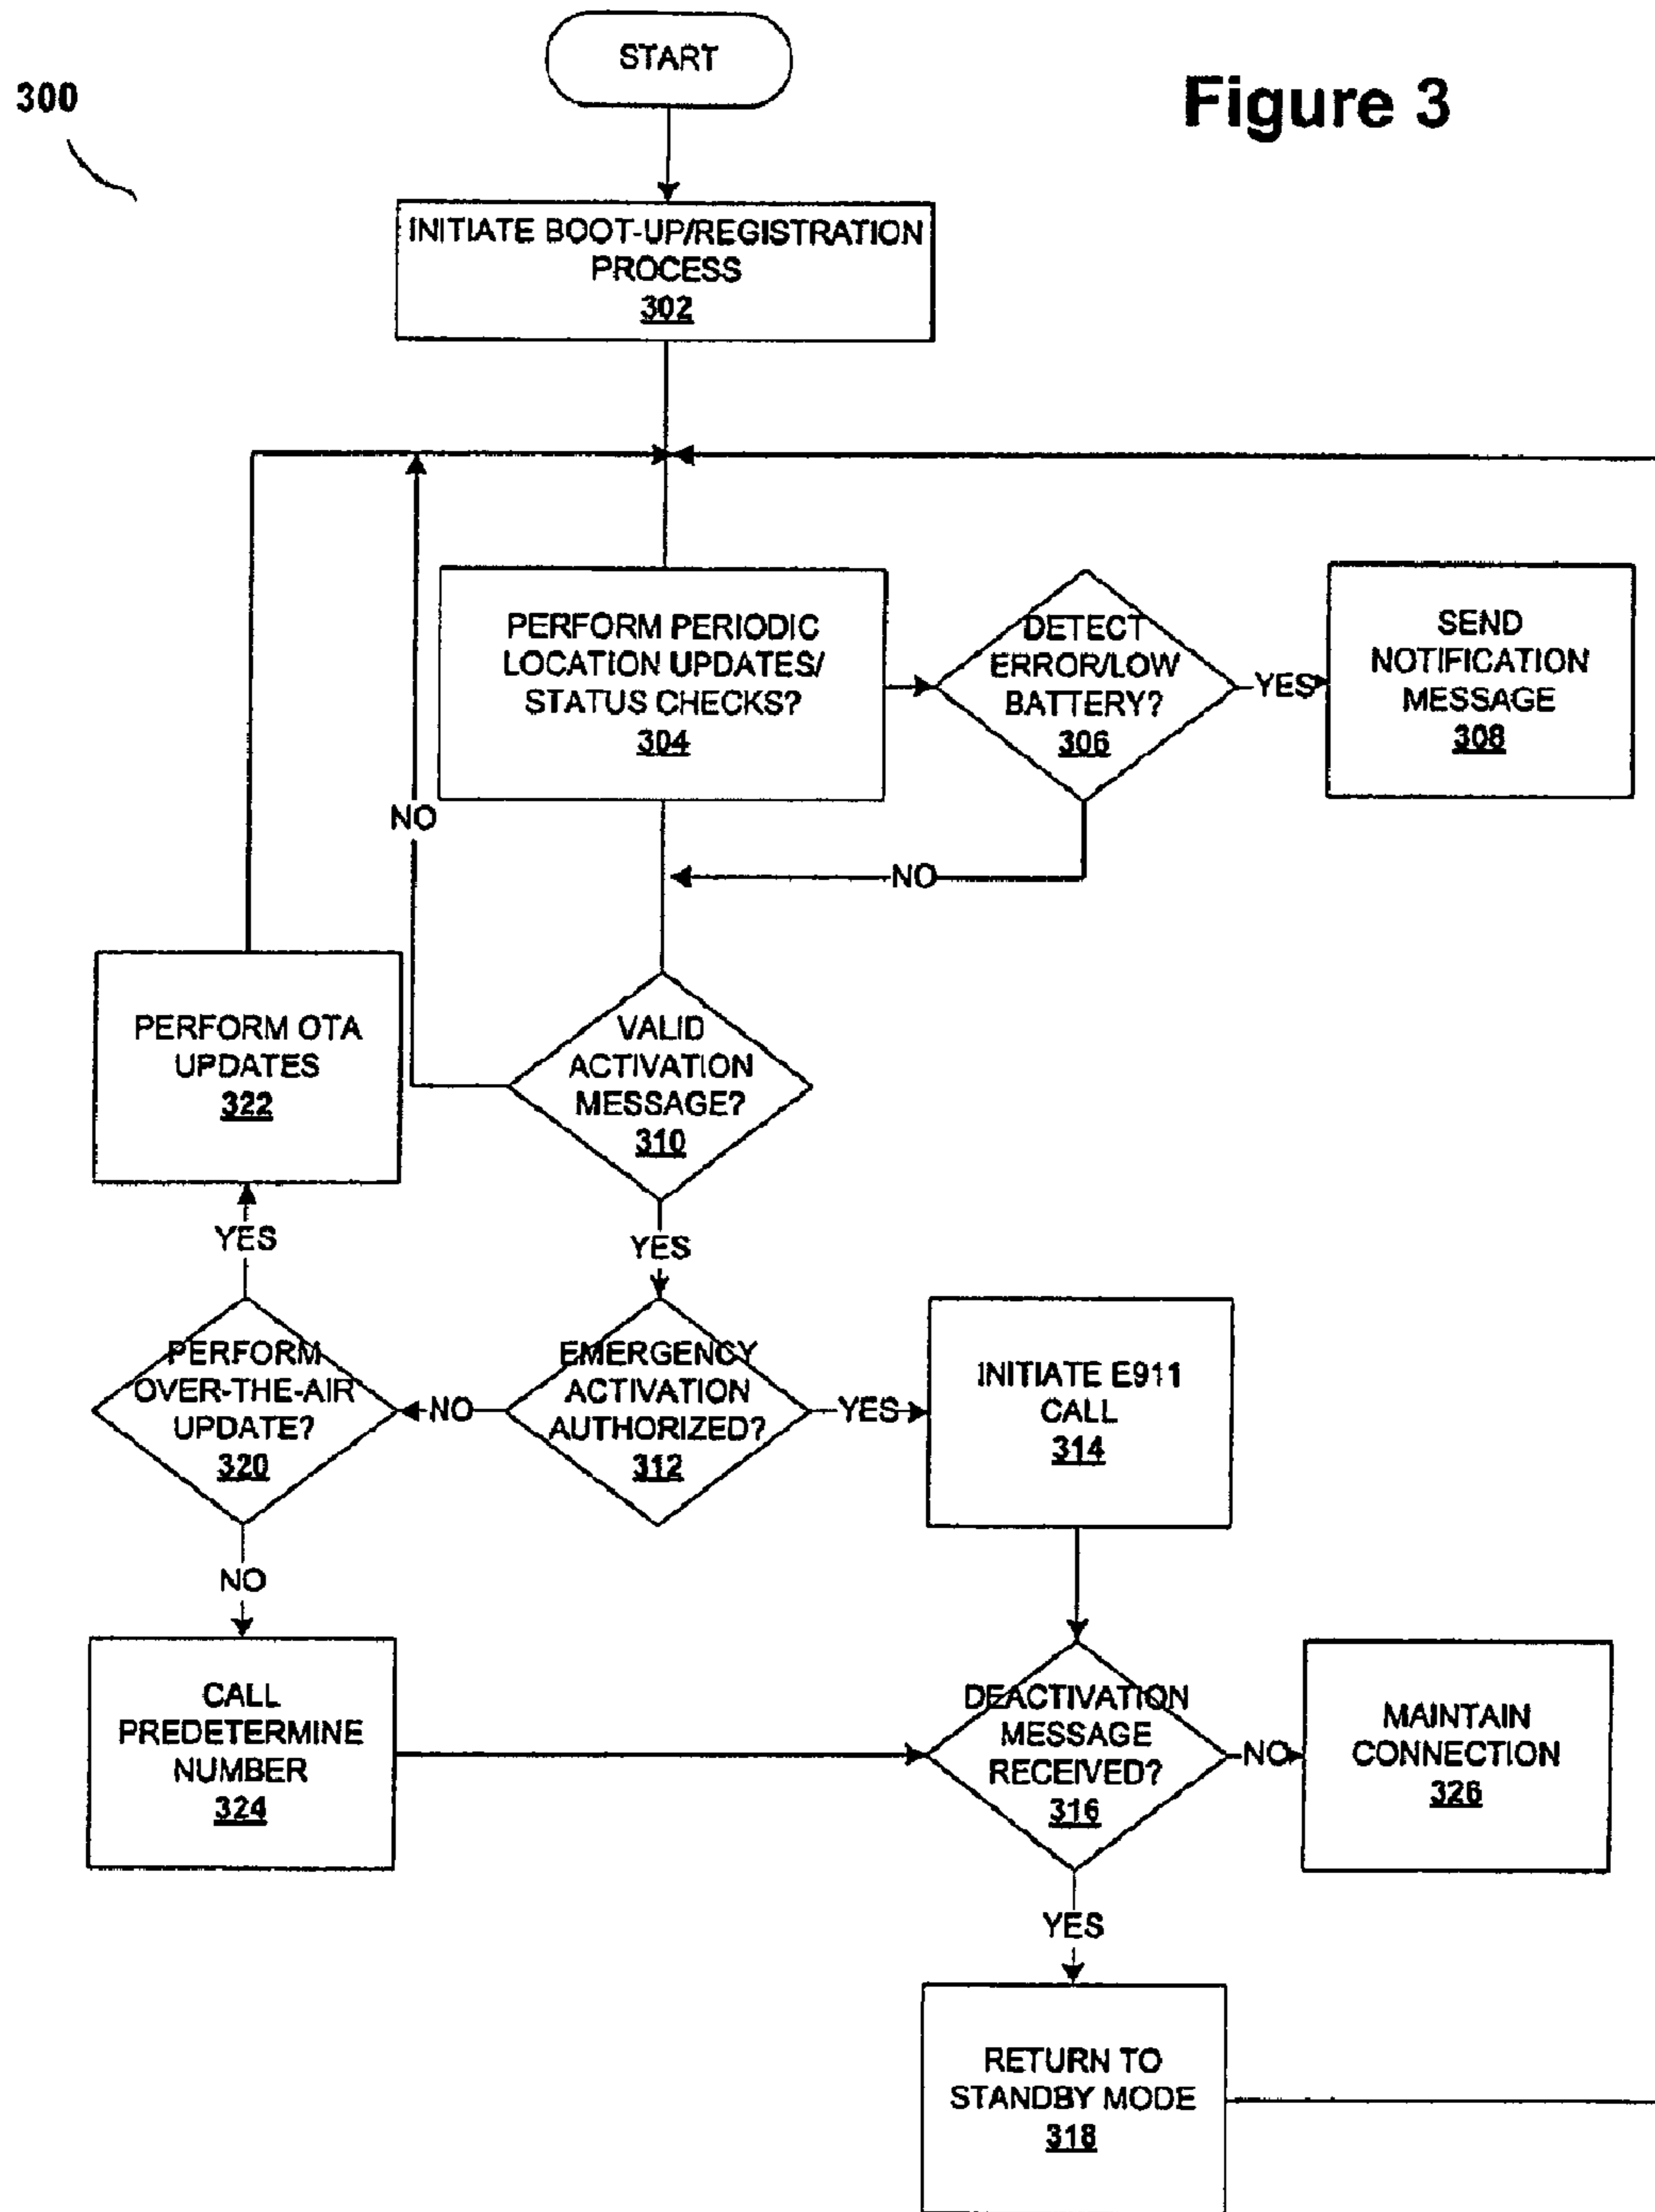 300
START
Figure 3
INITIATE BOOT-UP/REGISTRATION
PROCESS
302
PERFORM PERIODIC
LOCATION UPDATES/
STATUS CHECKS?
304
DETECT
ERROR/LOW
BATTERY?
306
YES
SEND
NOTIFICATION
MESSAGE
308
NO
NO
PERFORM OTA
UPDATES
322
VALID
ACTIVATION
MESSAGE?
310
YES
YES
PERFORM
OVER-THE-AIR
UPDATE?
320
NO
EMERGENCY
ACTIVATION
AUTHORIZED?
312
YES
INITIATE E911
CALL
314
NO
CALL
PREDETERMINE
NUMBER
324
DEACTIVATION
MESSAGE
RECEIVED?
316
NO
MAINTAIN
CONNECTION
326
YES
RETURN TO
STANDBY MODE
318